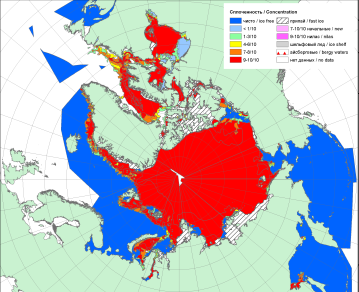 Сплоченность / Concentration
чисто / ice free
< 1/10
1-3/10
4-6/10
7-8/10
9-10/10
припай / fast ice
7-10/10 начальные / new
9-10/10 нилас / nilas
шельфовый лед / ice shelf
айсберговые / bergy waters
нет данных / no data